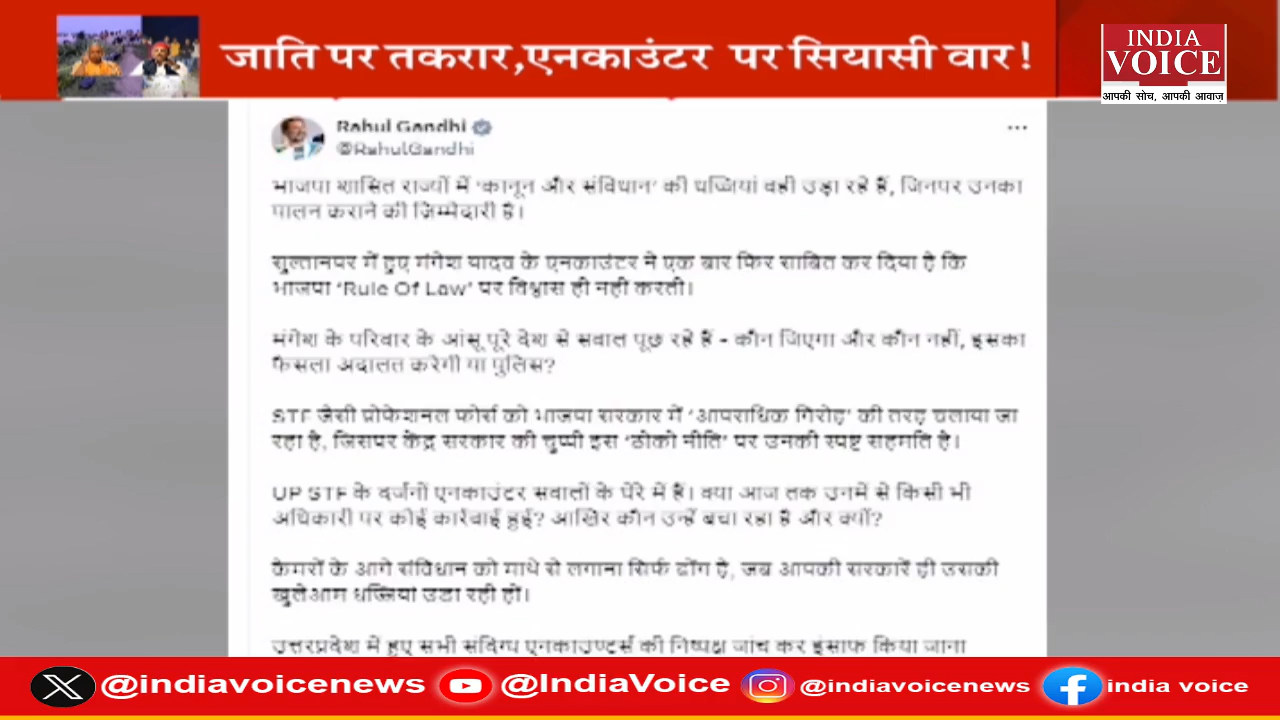 जाति पर तकरार,एनकाउंटर पर सियासी वार!
INDIA
VOICE
आपकी सोच, आपकी आवाज़
Rahul Gandhi
@RahulGandhi
भाजपा शासित राज्यों में ‘कानून और संविधान’ की धज्जियां वही उड़ा रहे हैं, जिनपर उनका
पालन कराने की ज़िम्मेदारी है।
सुल्तानपुर में हुए मंगेश यादव के एनकाउंटर ने एक बार फिर साबित कर दिया है कि
भाजपा ‘Rule Of Law’ पर विश्वास ही नहीं करती।
मंगेश के परिवार के आंसू पूरे देश से सवाल पूछ रहे हैं - कौन जिएगा और कौन नहीं, इसका
फैसला अदालत करेगी या पुलिस?
STF जैसी प्रोफेशनल फोर्स को भाजपा सरकार में ‘आपराधिक गिरोह’ की तरह चलाया जा
रहा है, जिसपर केंद्र सरकार की चुप्पी इस ‘ठोको नीति’ पर उनकी स्पष्ट सहमति है।
UP STF के दर्जनों एनकाउंटर सवालों के घेरे में हैं। क्या आज तक उनमें से किसी भी
अधिकारी पर कोई कार्रवाई हुई? आखिर कौन उन्हें बचा रहा है और क्यों?
कैमरों के आगे संविधान को माथे से लगाना सिर्फ ढोंग है, जब आपकी सरकारें ही उसकी
खुलेआम धज्जियां उड़ा रही हों।
उत्तरप्रदेश में हुए सभी संदिग्ध एनकाउण्टर्स की निष्पक्ष जांच कर इंसाफ किया जाना
@indiavoicenews @IndiaVoice @indiavoicenews india voice